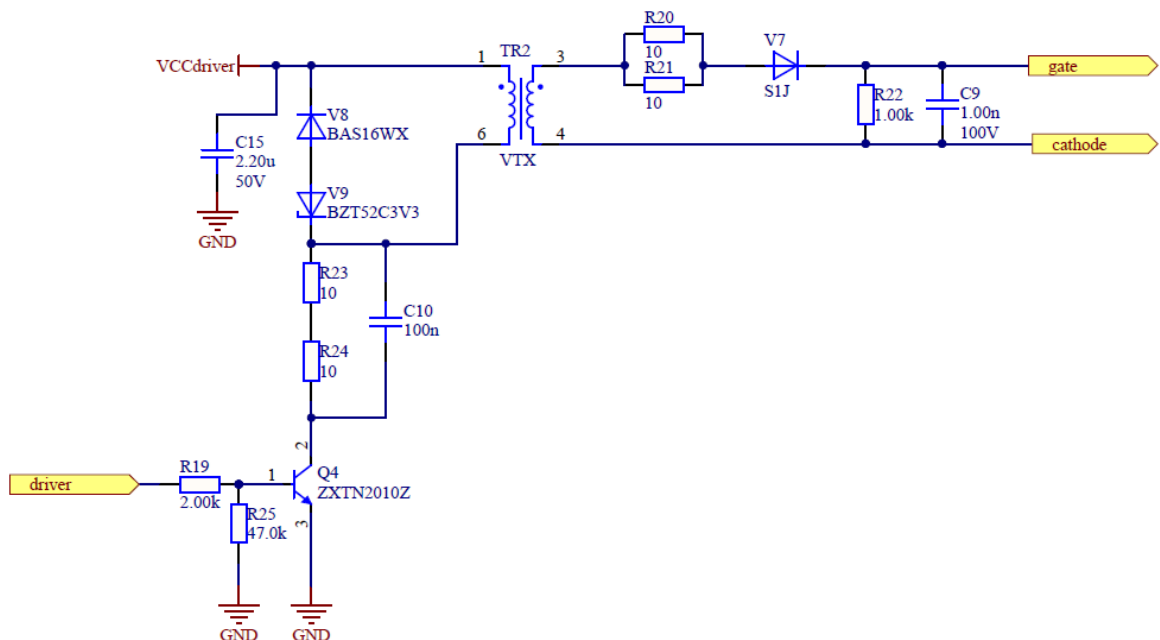 R20
10
TR2
V7
1
3
VCCdriver
R21
gate
10
S1J
V8
BAS16WX
R22
1.00k
C9
1.00n
100V
C15
2.20u
50V
6
4
VTX
cathode
V9
BZT52C3V3
GND
R23
10
C10
100n
R24
10
2
R19
1
Q4
driver
ZXTN2010Z
2.00k
R25
47.0k
3
GND
GND